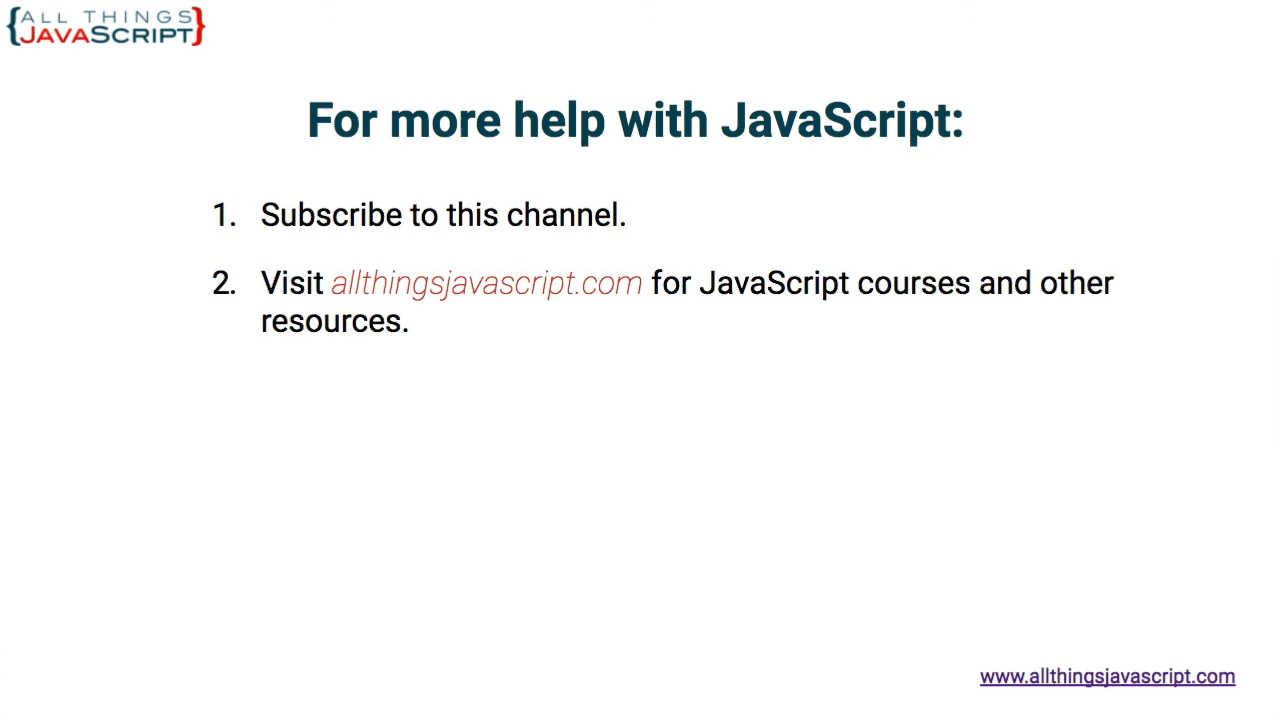 {ALL THINGS
JAVASCRIPT}
For more help with JavaScript:
1. Subscribe to this channel.
2. Visit allthingsjavascript.com for JavaScript courses and other
resources.
www.allthingsjavascript.com